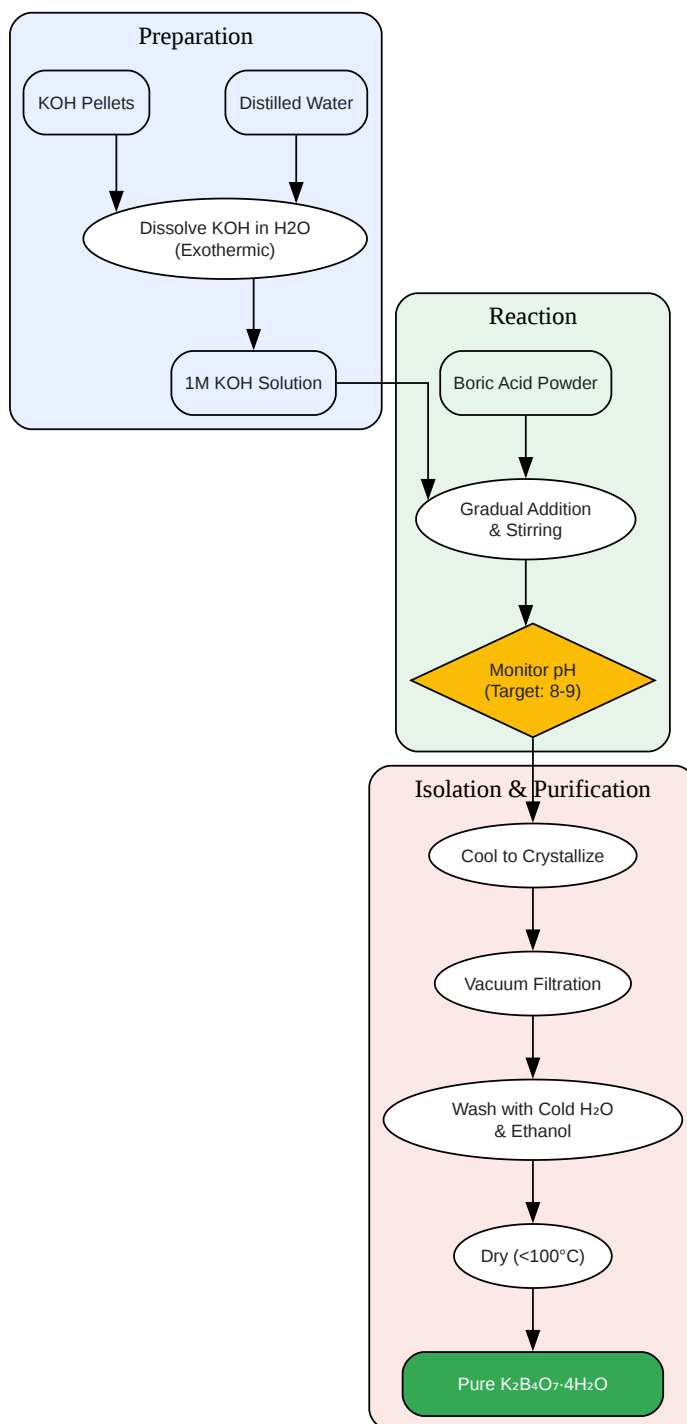 Preparation
KOH Pellets
Distilled Water
Dissolve KOH in H2O
(Exothermic)
1M KOH Solution
Reaction
Boric Acid Powder
Gradual Addition
& Stirring
Monitor pH
(Target: 8-9)
Isolation & Purification
Cool to Crystallize
Vacuum Filtration
Wash with Cold H₂O
& Ethanol
Dry (<100°C)
Pure K₂B₄O₇·4H₂O